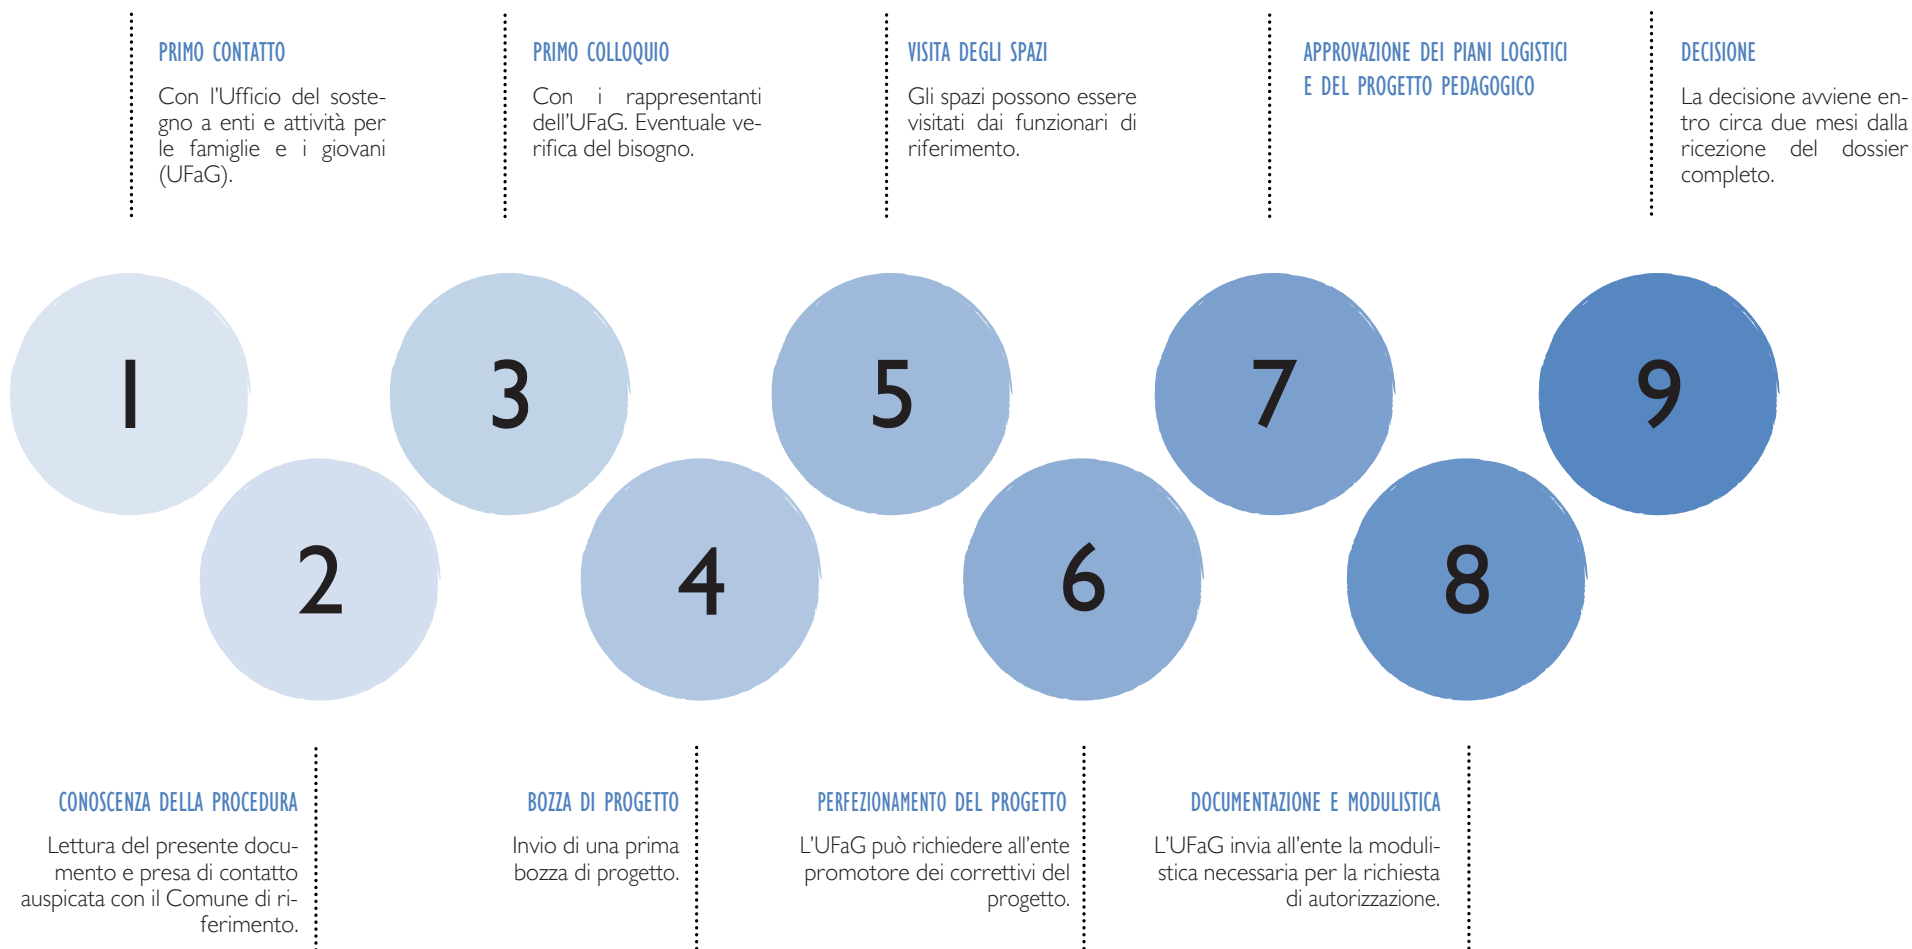 PRIMO CONTATTO
Con l'Ufficio del soste-
gno a enti e attività per
le famiglie e i giovani
(UFaG).
PRIMO COLLOQUIO
Con i rappresentanti
dell'UFaG. Eventuale ve-
rifica del bisogno.
VISITA DEGLI SPAZI
Gli spazi possono essere
visitati dai funzionari di
riferimento.
APPROVAZIONE DEI PIANI LOGISTICI
E DEL PROGETTO PEDAGOGICO
DECISIONE
La decisione avviene en-
tro circa due mesi dalla
ricezione del dossier
completo.
1
3
5
7
9
2
4
6
8
CONOSCENZA DELLA PROCEDURA
Lettura del presente docu-
mento e presa di contatto
auspicata con il Comune di ri-
ferimento.
BOZZA DI PROGETTO
Invio di una prima
bozza di progetto.
PERFEZIONAMENTO DEL PROGETTO
L'UFaG può richiedere all'ente
promotore dei correttivi del
progetto.
DOCUMENTAZIONE E MODULISTICA
L'UFaG invia all'ente la moduli-
stica necessaria per la richiesta
di autorizzazione.